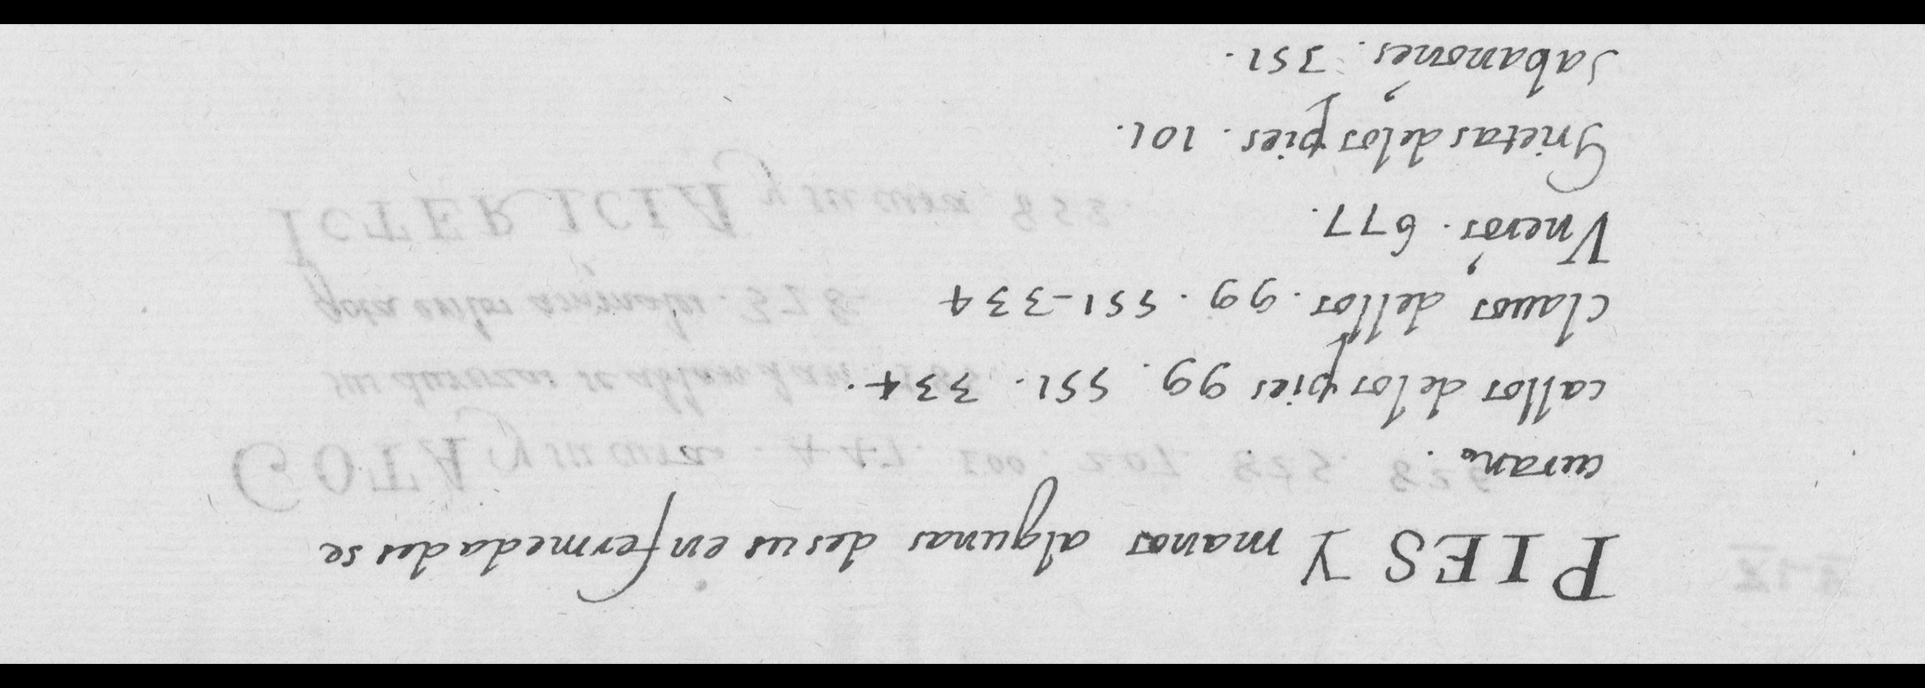 PIES Y manos algunas desus enfermedades se
curan.
callos delos pies 99. 551. 334.
clauos dellos. 99. 551-334
Vneros. 677.
Grietas delos pies. 101.
Sabanones. 351.